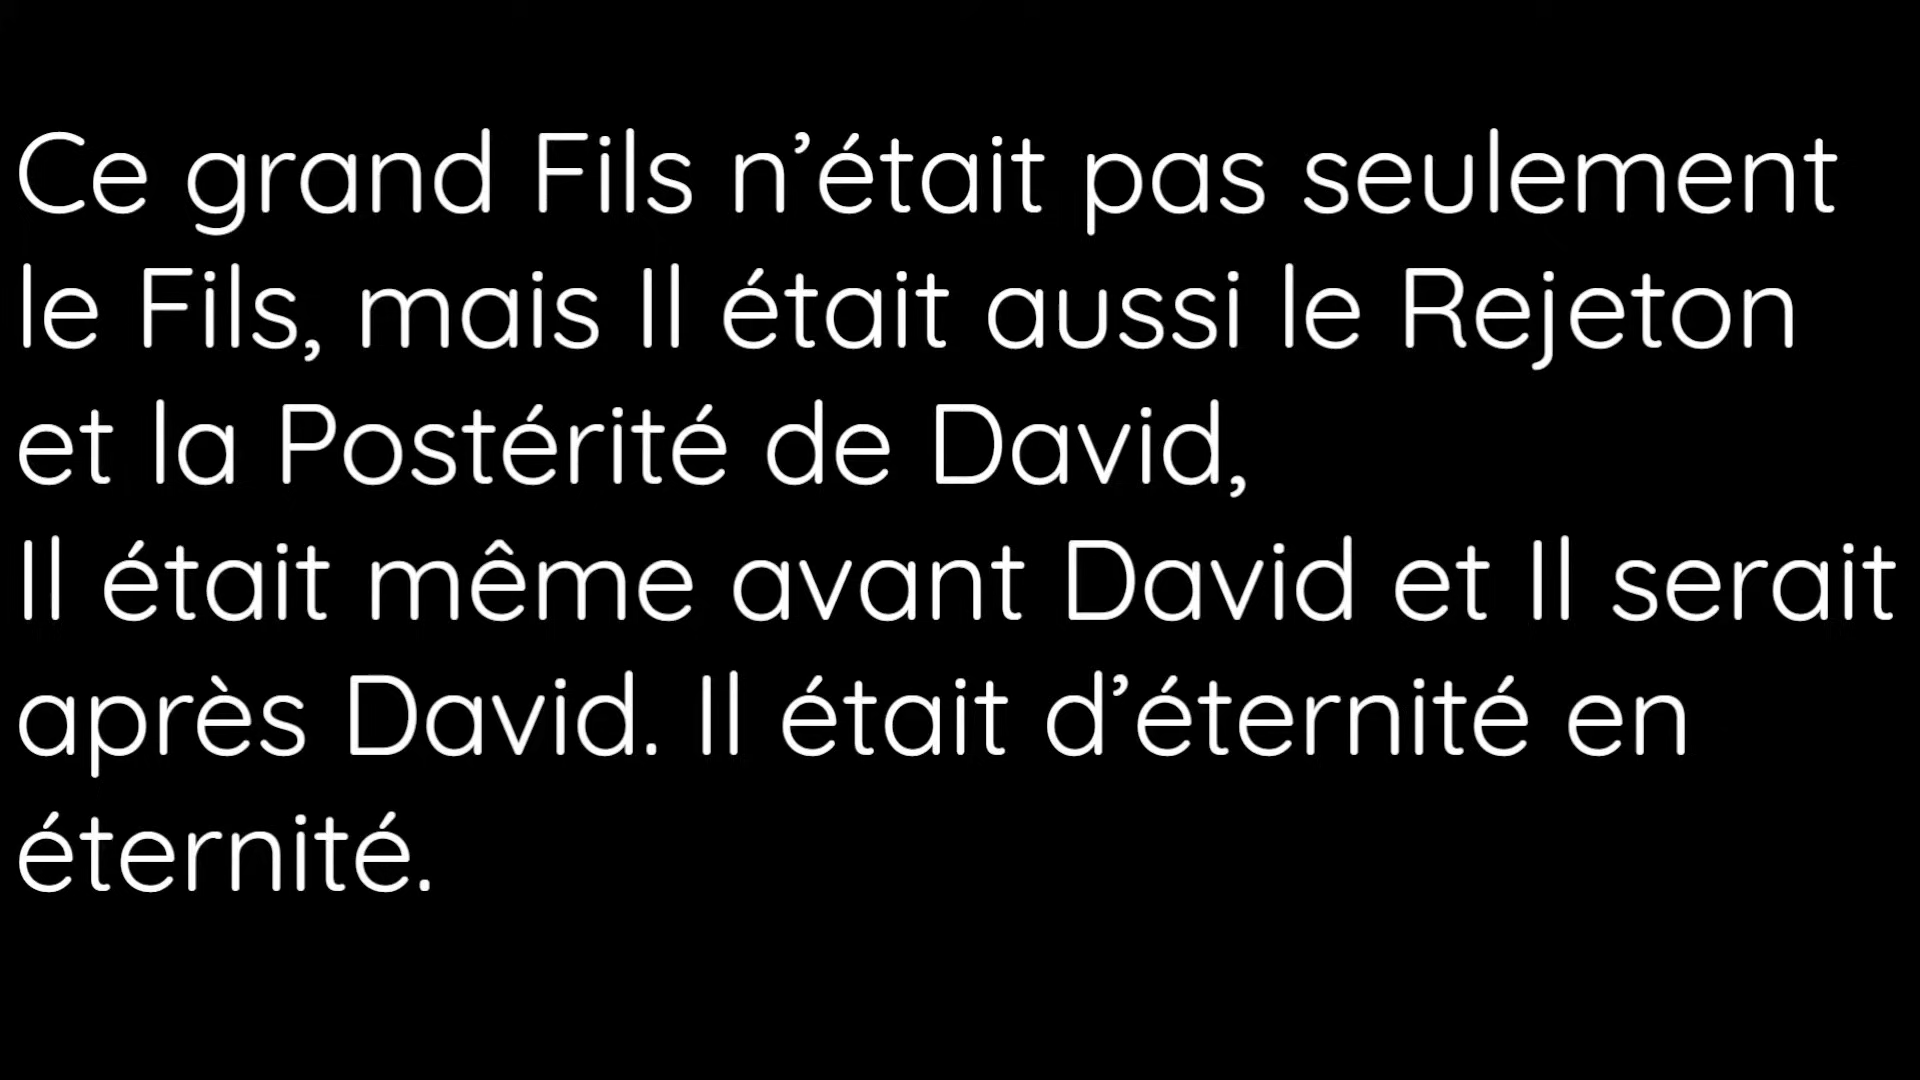 Ce grand Fils n’était pas seulement
le Fils, mais Il était aussi le Rejeton
et la Postérité de David,
Il était même avant David et Il serait
après David. Il était d’éternité en
éternité.